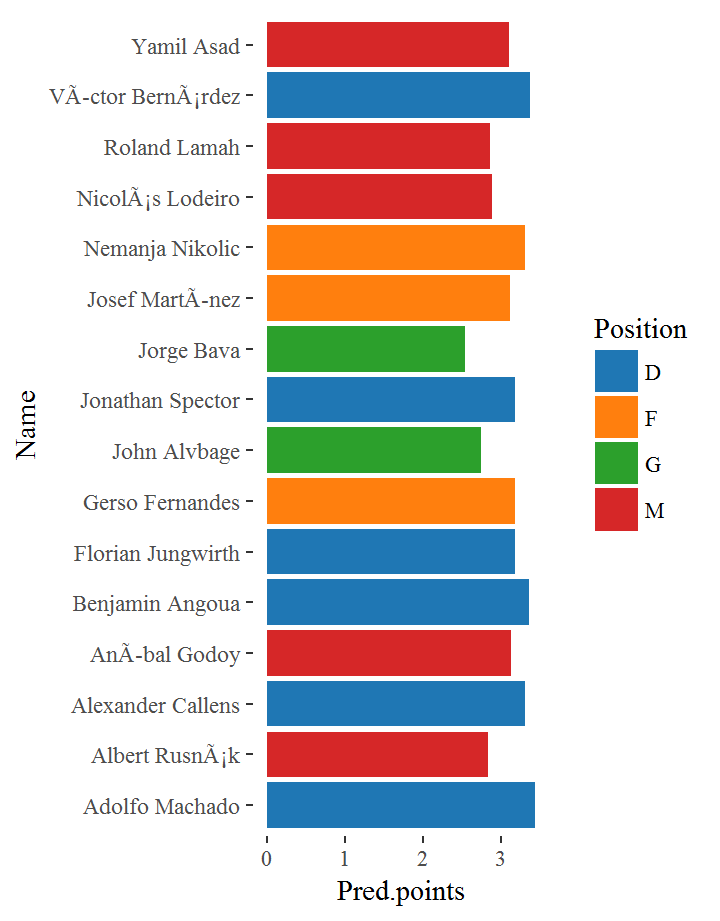 Yamil Asad
VÃ-ctor BernÃ¡rdez
Roland Lamah
NicolÃ¡s Lodeiro
Nemanja Nikolic
Josef MartÃ-nez
Jorge Bava
Jonathan Spector
John Alvbage
Gerso Fernandes
Florian Jungwirth
Benjamin Angoua
AnÃ-bal Godoy
Alexander Callens
Albert RusnÃ¡k
Adolfo Machado
Name
0 1 2 3
Pred.points
Position
D
F
G
M